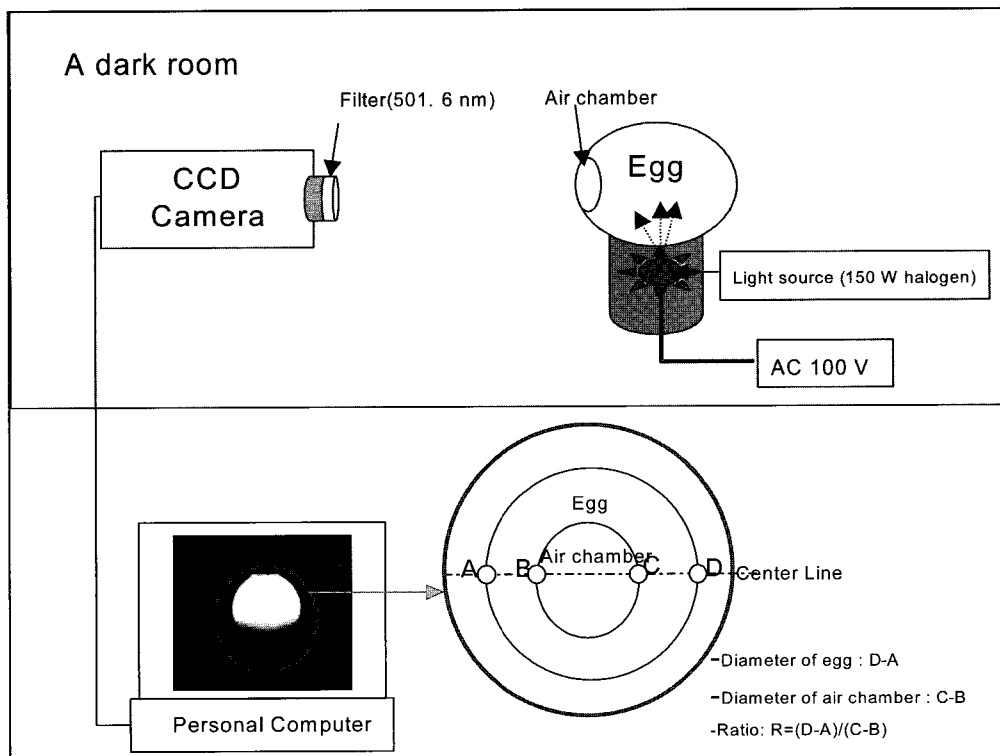 A dark room
Filter(501. 6 nm)
Air chamber
CCD
Camera
Egg
Light source (150 W halogen)
AC 100 V
Egg
Air chamber
A
B
C
D
Center Line
Personal Computer
-Diameter of egg : D-A
-Diameter of air chamber : C-B
-Ratio: R=(D-A)/(C-B)